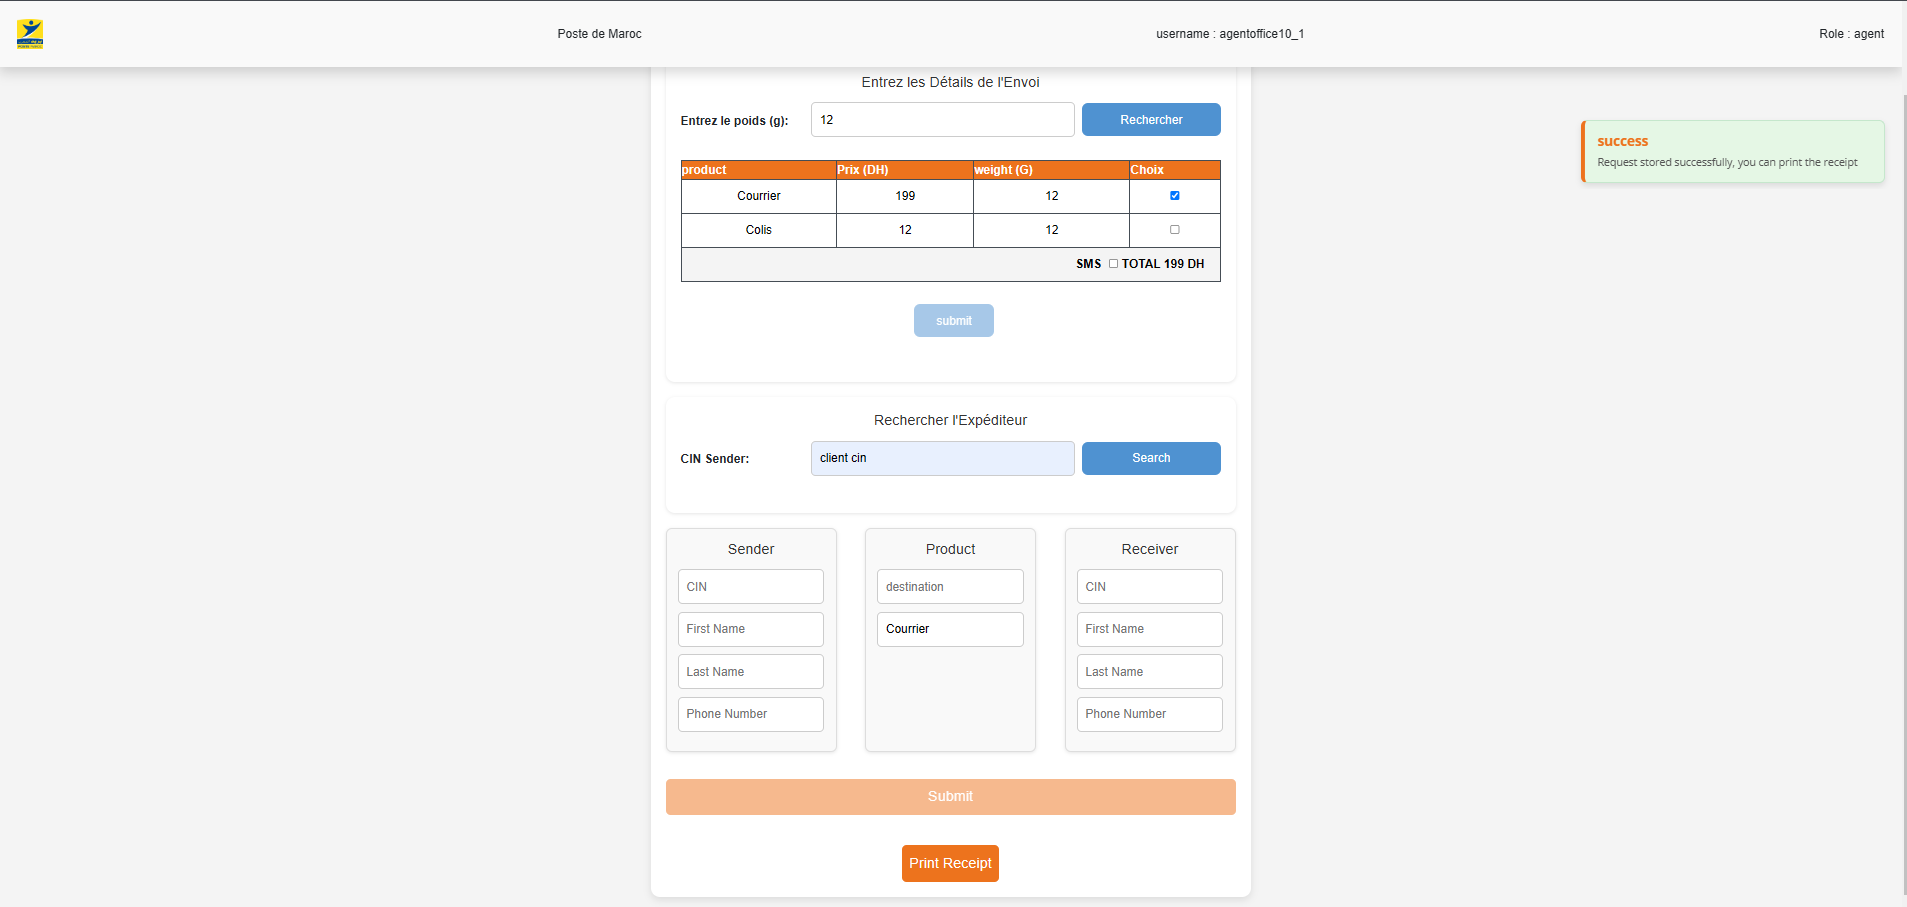 Poste de Maroc
username : agentoffice10_1
Role : agent
Entrez les Détails de l'Envoi
Entrez le poids (g):
12
Rechercher
success
Request stored successfully, you can print the receipt
product Prix (DH) weight (G) Choix
Courrier 199 12
Colis 12 12
SMS TOTAL 199 DH
submit
Rechercher l'Expéditeur
CIN Sender:
client cin
Search
Sender
CIN
First Name
Last Name
Phone Number
Product
destination
Courrier
Receiver
CIN
First Name
Last Name
Phone Number
Submit
Print Receipt